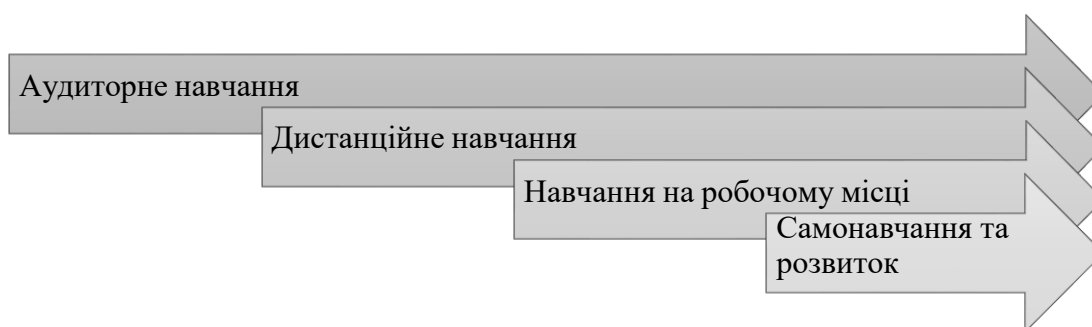 Аудиторне навчання
Дистанційне навчання
Навчання на робочому місці
Самонавчання та
розвиток